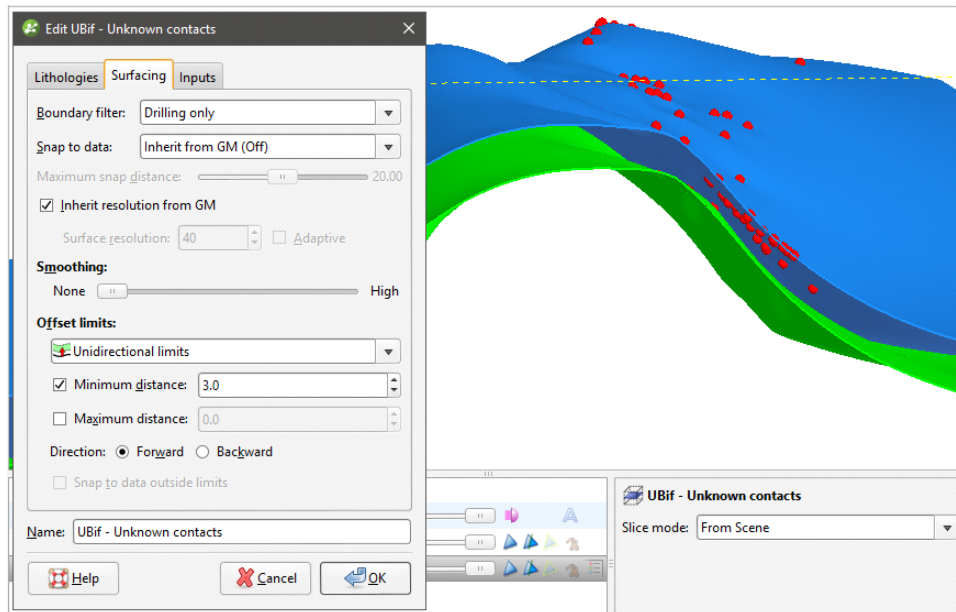 Edit UBif - Unknown contacts
Lithologies Surfacing Inputs
Boundary filter: Drilling only
Snap to data: Inherit from GM (Off)
Maximum snap distance: 20.00
Inherit resolution from GM
Surface resolution: 40 Adaptive
Smoothing:
None High
Offset limits:
Unidirectional limits
Minimum distance: 3.0
Maximum distance: 0.0
Direction: Forward Backward
Snap to data outside limits
Name: UBif - Unknown contacts
Help Cancel OK
UBif - Unknown contacts
Slice mode: From Scene